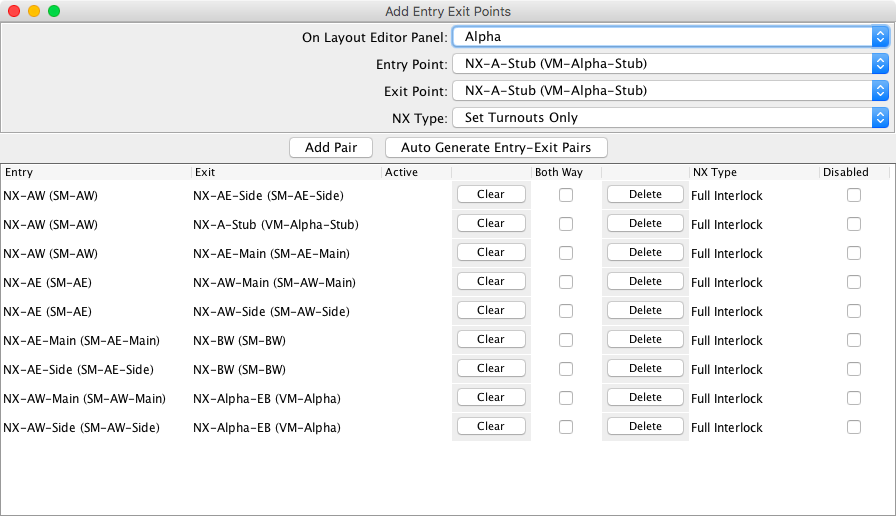 Add Entry Exit Points
On Layout Editor Panel: Alpha
Entry Point: NX-A-Stub (VM-Alpha-Stub)
Exit Point: NX-A-Stub (VM-Alpha-Stub)
NX Type: Set Turnouts Only
Add Pair Auto Generate Entry-Exit Pairs
Entry Exit Active Both Way NX Type Disabled
NX-AW (SM-AW) NX-AE-Side (SM-AE-Side) Clear Delete Full Interlock
NX-AW (SM-AW) NX-A-Stub (VM-Alpha-Stub) Clear Delete Full Interlock
NX-AW (SM-AW) NX-AE-Main (SM-AE-Main) Clear Delete Full Interlock
NX-AE (SM-AE) NX-AW-Main (SM-AW-Main) Clear Delete Full Interlock
NX-AE (SM-AE) NX-AW-Side (SM-AW-Side) Clear Delete Full Interlock
NX-AE-Main (SM-AE-Main) NX-BW (SM-BW) Clear Delete Full Interlock
NX-AE-Side (SM-AE-Side) NX-BW (SM-BW) Clear Delete Full Interlock
NX-AW-Main (SM-AW-Main) NX-Alpha-EB (VM-Alpha) Clear Delete Full Interlock
NX-AW-Side (SM-AW-Side) NX-Alpha-EB (VM-Alpha) Clear Delete Full Interlock